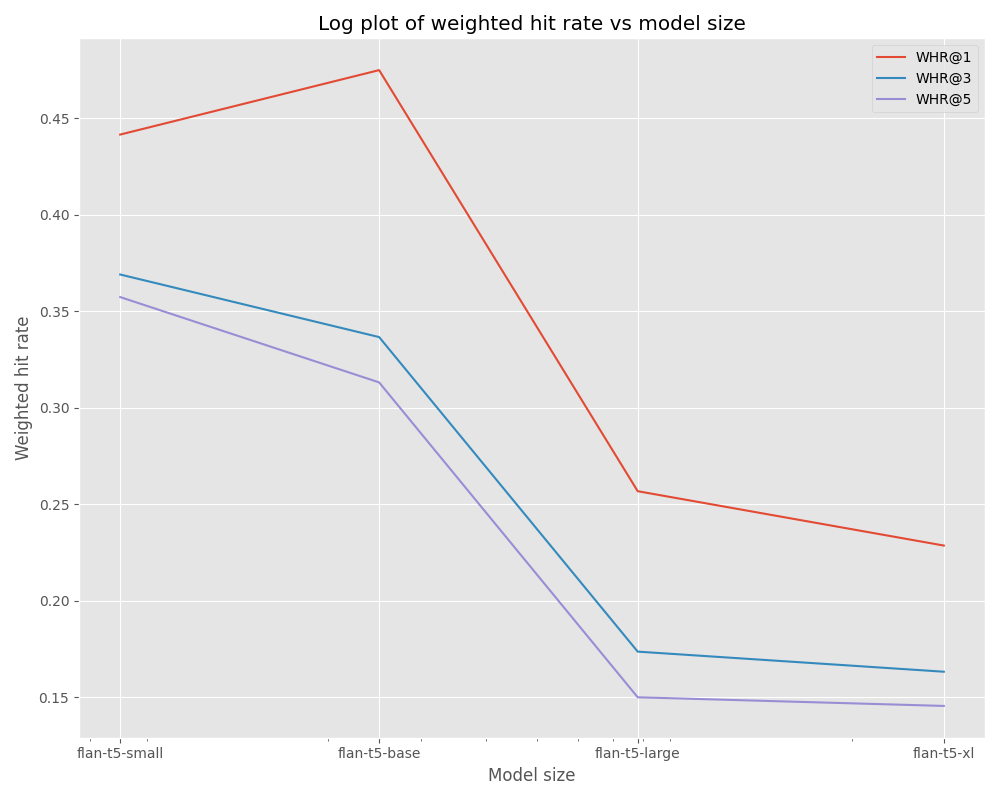 Log plot of weighted hit rate vs model size
WHR@1
WHR@3
WHR@5
Weighted hit rate
0.45
0.40
0.35
0.30
0.25
0.20
0.15
flan-t5-small
flan-t5-base
flan-t5-large
flan-t5-xl
Model size